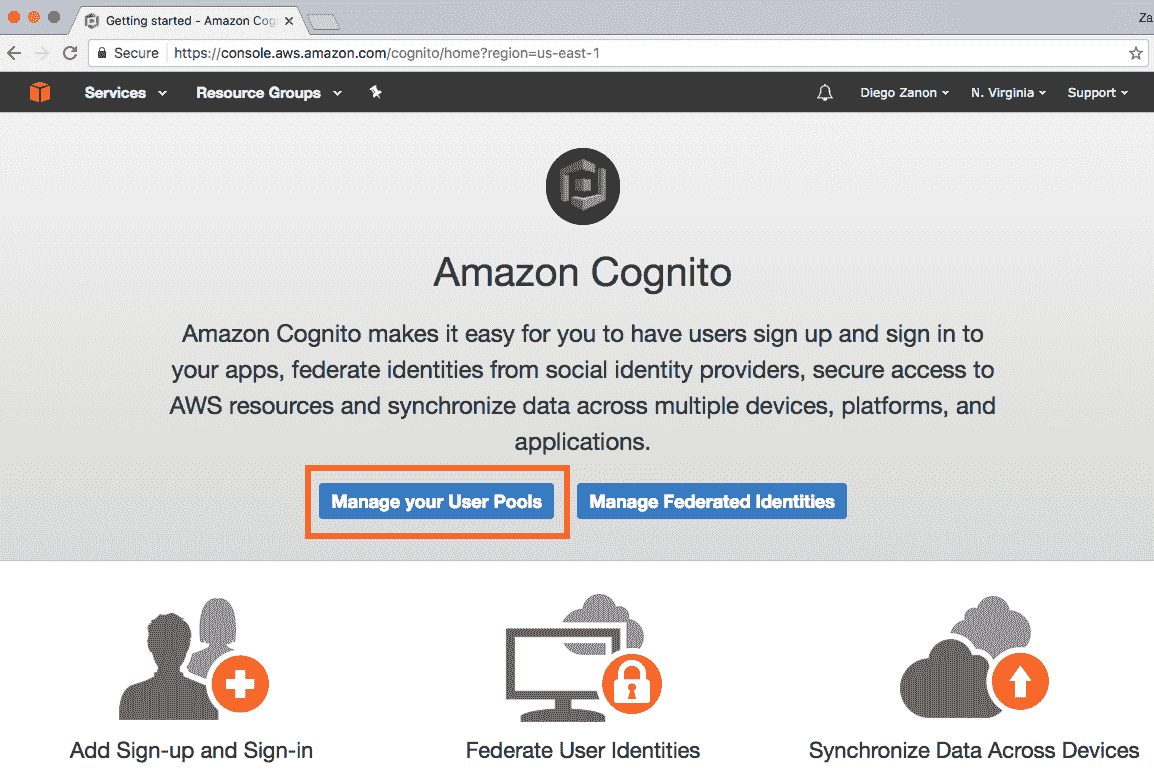 Getting started - Amazon Cog
Za
Secure https://console.aws.amazon.com/cognito/home?region=us-east-1
Services Resource Groups Diego Zanon N. Virginia Support
Amazon Cognito
Amazon Cognito makes it easy for you to have users sign up and sign in to
your apps, federate identities from social identity providers, secure access to
AWS resources and synchronize data across multiple devices, platforms, and
applications.
Manage your User Pools Manage Federated Identities
Add Sign-up and Sign-in Federate User Identities Synchronize Data Across Devices